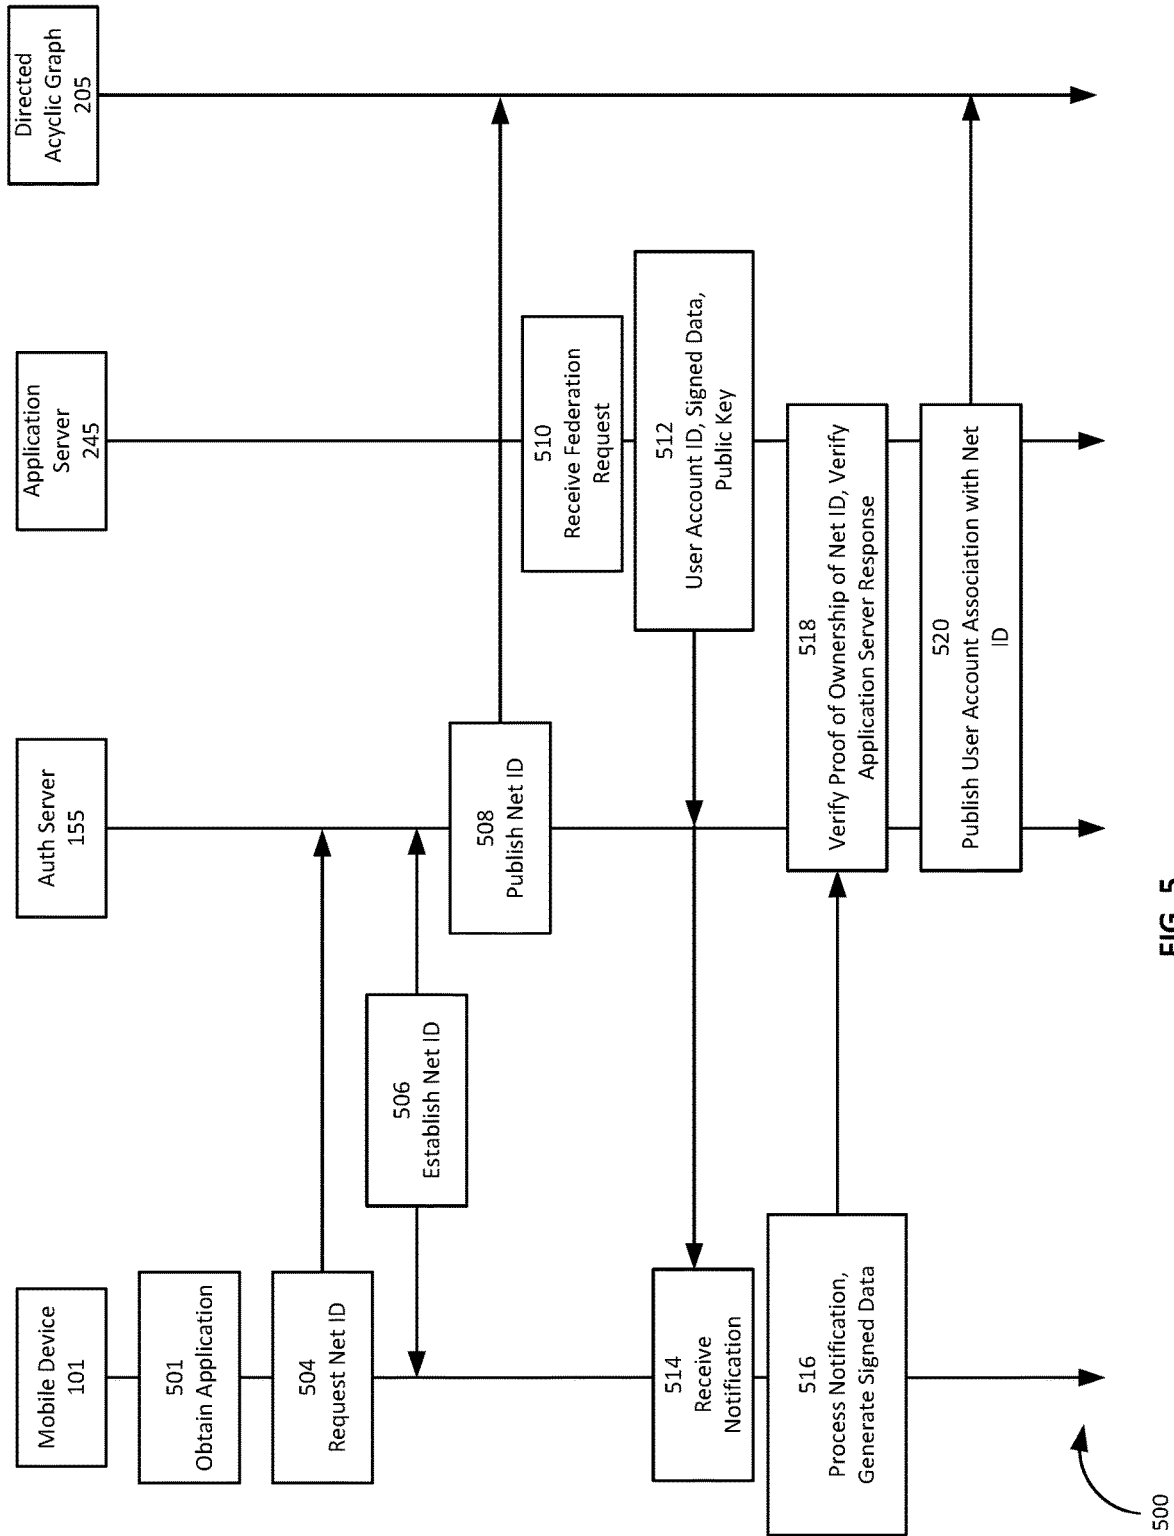 Mobile Device
101
Auth Server
155
Application
Server
245
Directed
Acyclic Graph
205
501
Obtain Application
504
Request Net ID
506
Establish Net ID
508
Publish Net ID
510
Receive Federation
Request
512
User Account ID, Signed Data,
Public Key
514
Receive
Notification
516
Process Notification,
Generate Signed Data
518
Verify Proof of Ownership of Net ID, Verify
Application Server Response
520
Publish User Account Association with Net
ID
500
FIG. 5